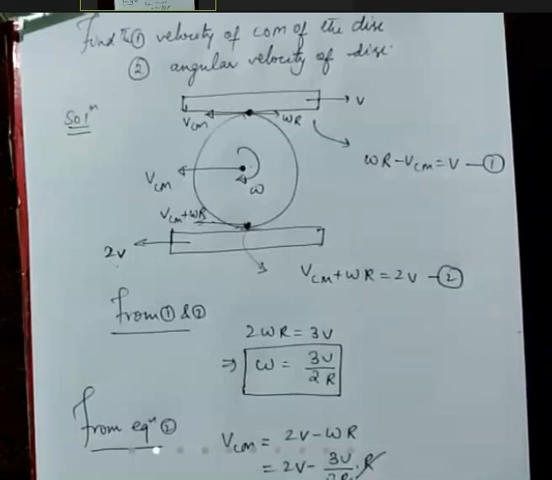 Find the ① velocity of com of the disc
② angular velocity of disc.
Solⁿ
v
V_cm ωR
ωR - V_cm = V — ①
V_cm
ω
V_cm + ωR
2v
V_cm + ωR = 2V — ②
From ① & ②
2ωR = 3V
⇒ ω = 3V/2R
From eqⁿ ②
V_cm = 2V - ωR
= 2V - 3V/2R · R